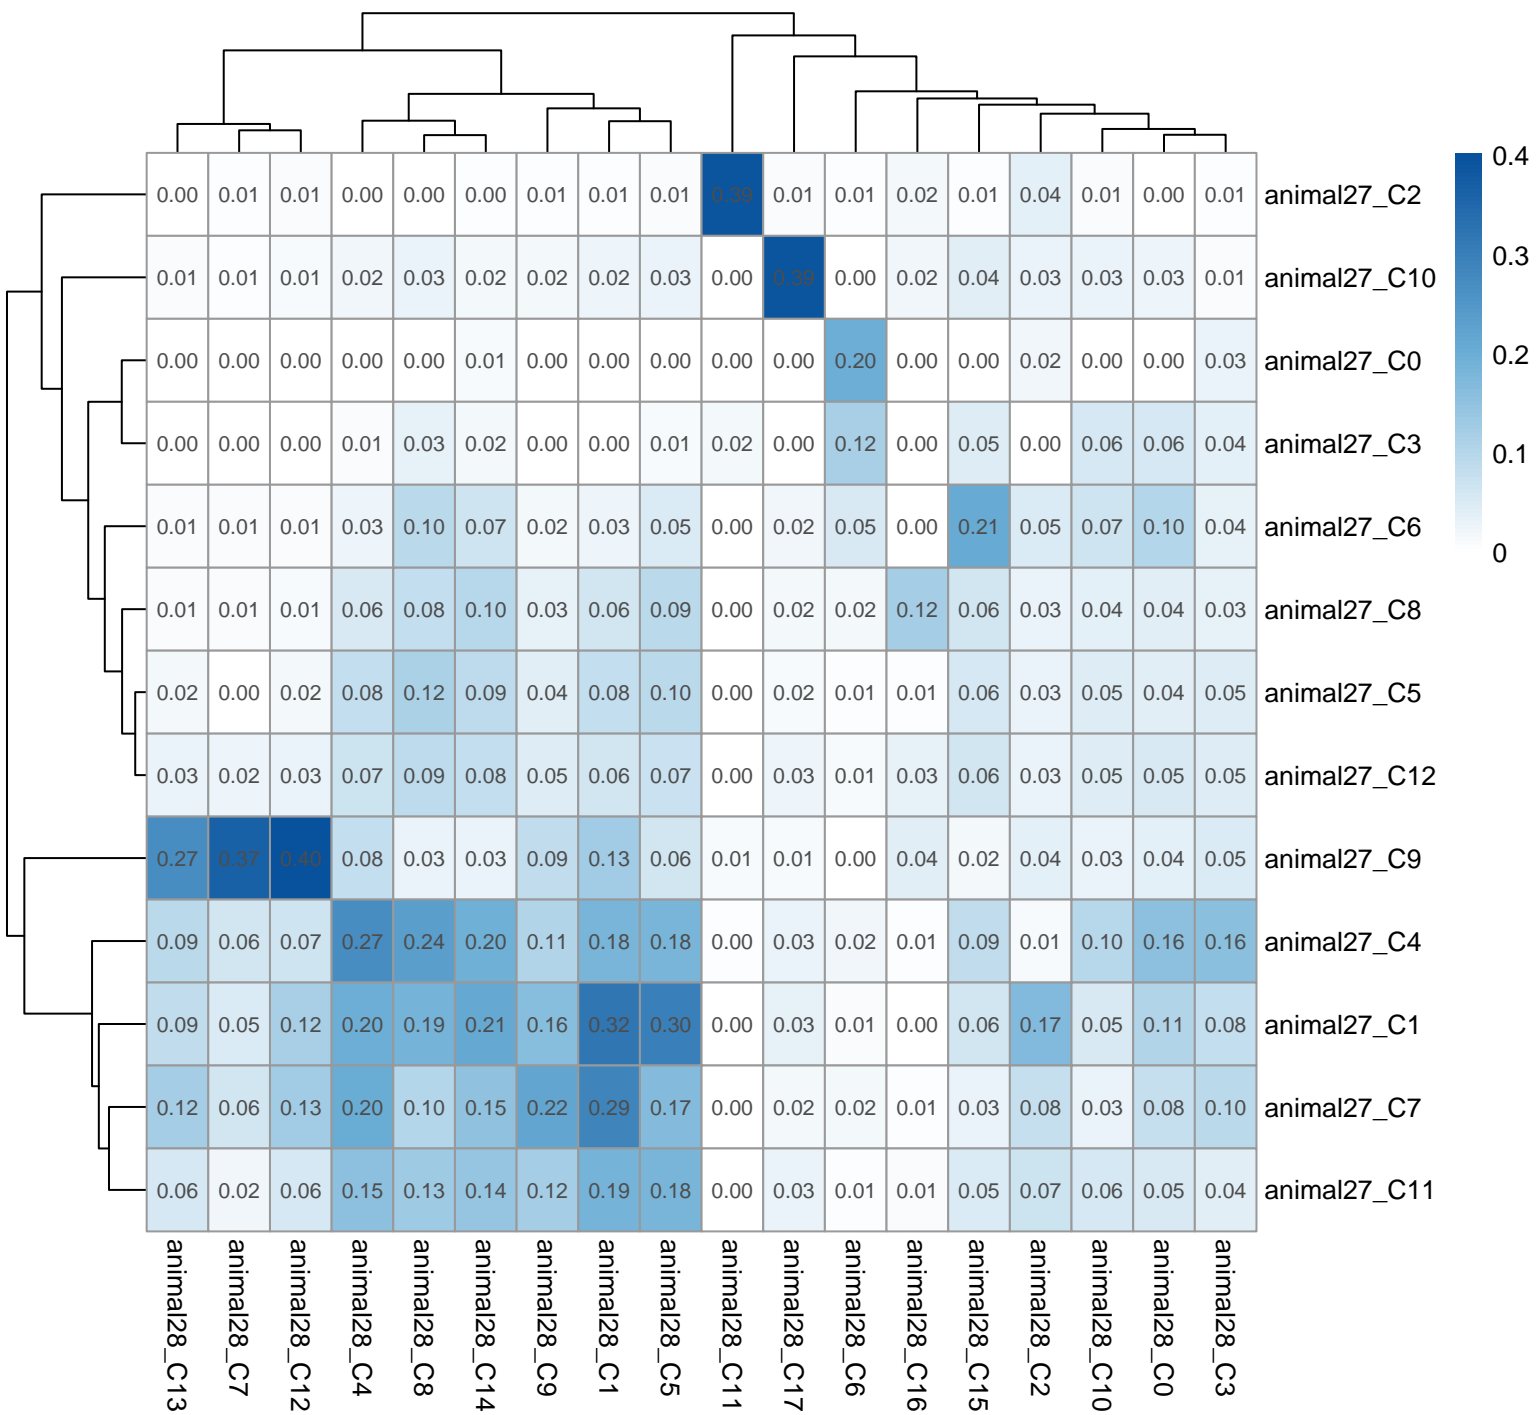 0.00 0.01 0.01 0.00 0.00 0.00 0.01 0.01 0.01 0.39 0.01 0.01 0.02 0.01 0.04 0.01 0.00 0.01 animal27_C2
0.01 0.01 0.01 0.02 0.03 0.02 0.02 0.02 0.03 0.00 0.39 0.00 0.02 0.04 0.03 0.03 0.03 0.01 animal27_C10
0.00 0.00 0.00 0.00 0.00 0.01 0.00 0.00 0.00 0.00 0.00 0.20 0.00 0.00 0.02 0.00 0.00 0.03 animal27_C0
0.00 0.00 0.00 0.01 0.03 0.02 0.00 0.00 0.01 0.02 0.00 0.12 0.00 0.05 0.00 0.06 0.06 0.04 animal27_C3
0.01 0.01 0.01 0.03 0.10 0.07 0.02 0.03 0.05 0.00 0.02 0.05 0.00 0.21 0.05 0.07 0.10 0.04 animal27_C6
0.01 0.01 0.01 0.06 0.08 0.10 0.03 0.06 0.09 0.00 0.02 0.02 0.12 0.06 0.03 0.04 0.04 0.03 animal27_C8
0.02 0.00 0.02 0.08 0.12 0.09 0.04 0.08 0.10 0.00 0.02 0.01 0.01 0.06 0.03 0.05 0.04 0.05 animal27_C5
0.03 0.02 0.03 0.07 0.09 0.08 0.05 0.06 0.07 0.00 0.03 0.01 0.03 0.06 0.03 0.05 0.05 0.05 animal27_C12
0.27 0.37 0.40 0.08 0.03 0.03 0.09 0.13 0.06 0.01 0.01 0.00 0.04 0.02 0.04 0.03 0.04 0.05 animal27_C9
0.09 0.06 0.07 0.27 0.24 0.20 0.11 0.18 0.18 0.00 0.03 0.02 0.01 0.09 0.01 0.10 0.16 0.16 animal27_C4
0.09 0.05 0.12 0.20 0.19 0.21 0.16 0.32 0.30 0.00 0.03 0.01 0.00 0.06 0.17 0.05 0.11 0.08 animal27_C1
0.12 0.06 0.13 0.20 0.10 0.15 0.22 0.29 0.17 0.00 0.02 0.02 0.01 0.03 0.08 0.03 0.08 0.10 animal27_C7
0.06 0.02 0.06 0.15 0.13 0.14 0.12 0.19 0.18 0.00 0.03 0.01 0.01 0.05 0.07 0.06 0.05 0.04 animal27_C11
animal28_C13
animal28_C7
animal28_C12
animal28_C4
animal28_C8
animal28_C14
animal28_C9
animal28_C1
animal28_C5
animal28_C11
animal28_C17
animal28_C6
animal28_C16
animal28_C15
animal28_C2
animal28_C10
animal28_C0
animal28_C3
0.4
0.3
0.2
0.1
0